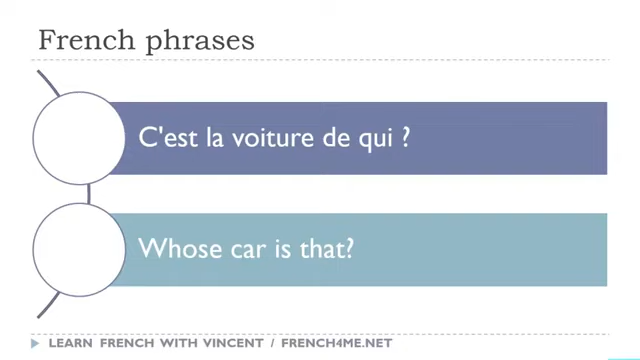 French phrases
C'est la voiture de qui ?
Whose car is that?
LEARN FRENCH WITH VINCENT / FRENCH4ME.NET